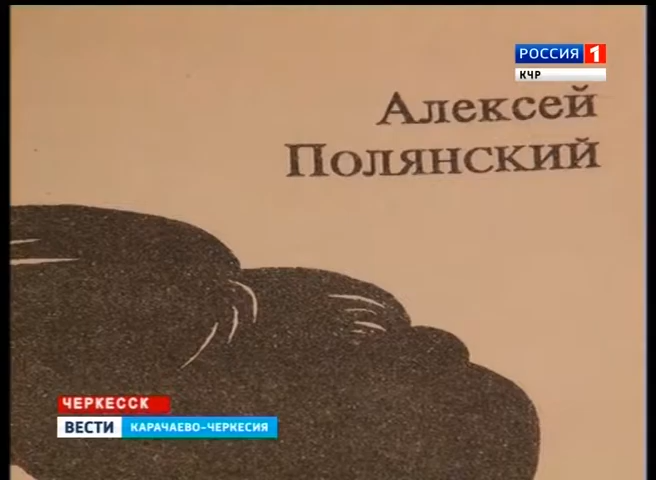 РОССИЯ 1
КЧР
Алексей
Полянский
ЧЕРКЕССК
ВЕСТИ КАРАЧАЕВО-ЧЕРКЕСИЯ